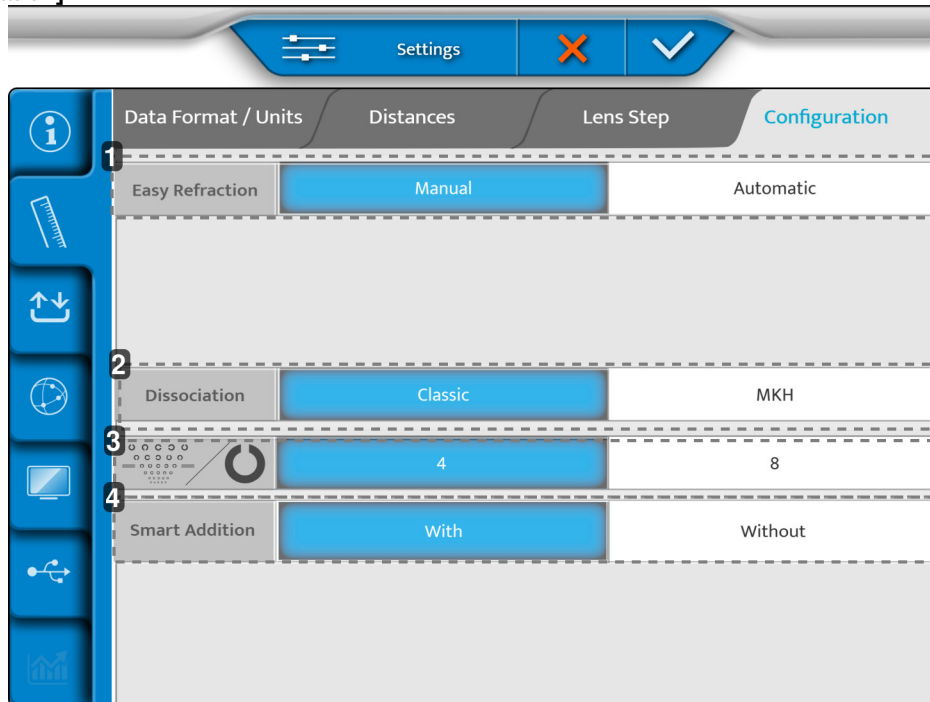 Settings
Data Format / Units Distances Lens Step Configuration
1
Easy Refraction Manual Automatic
2
Dissociation Classic MKH
3
4 8
4
Smart Addition With Without